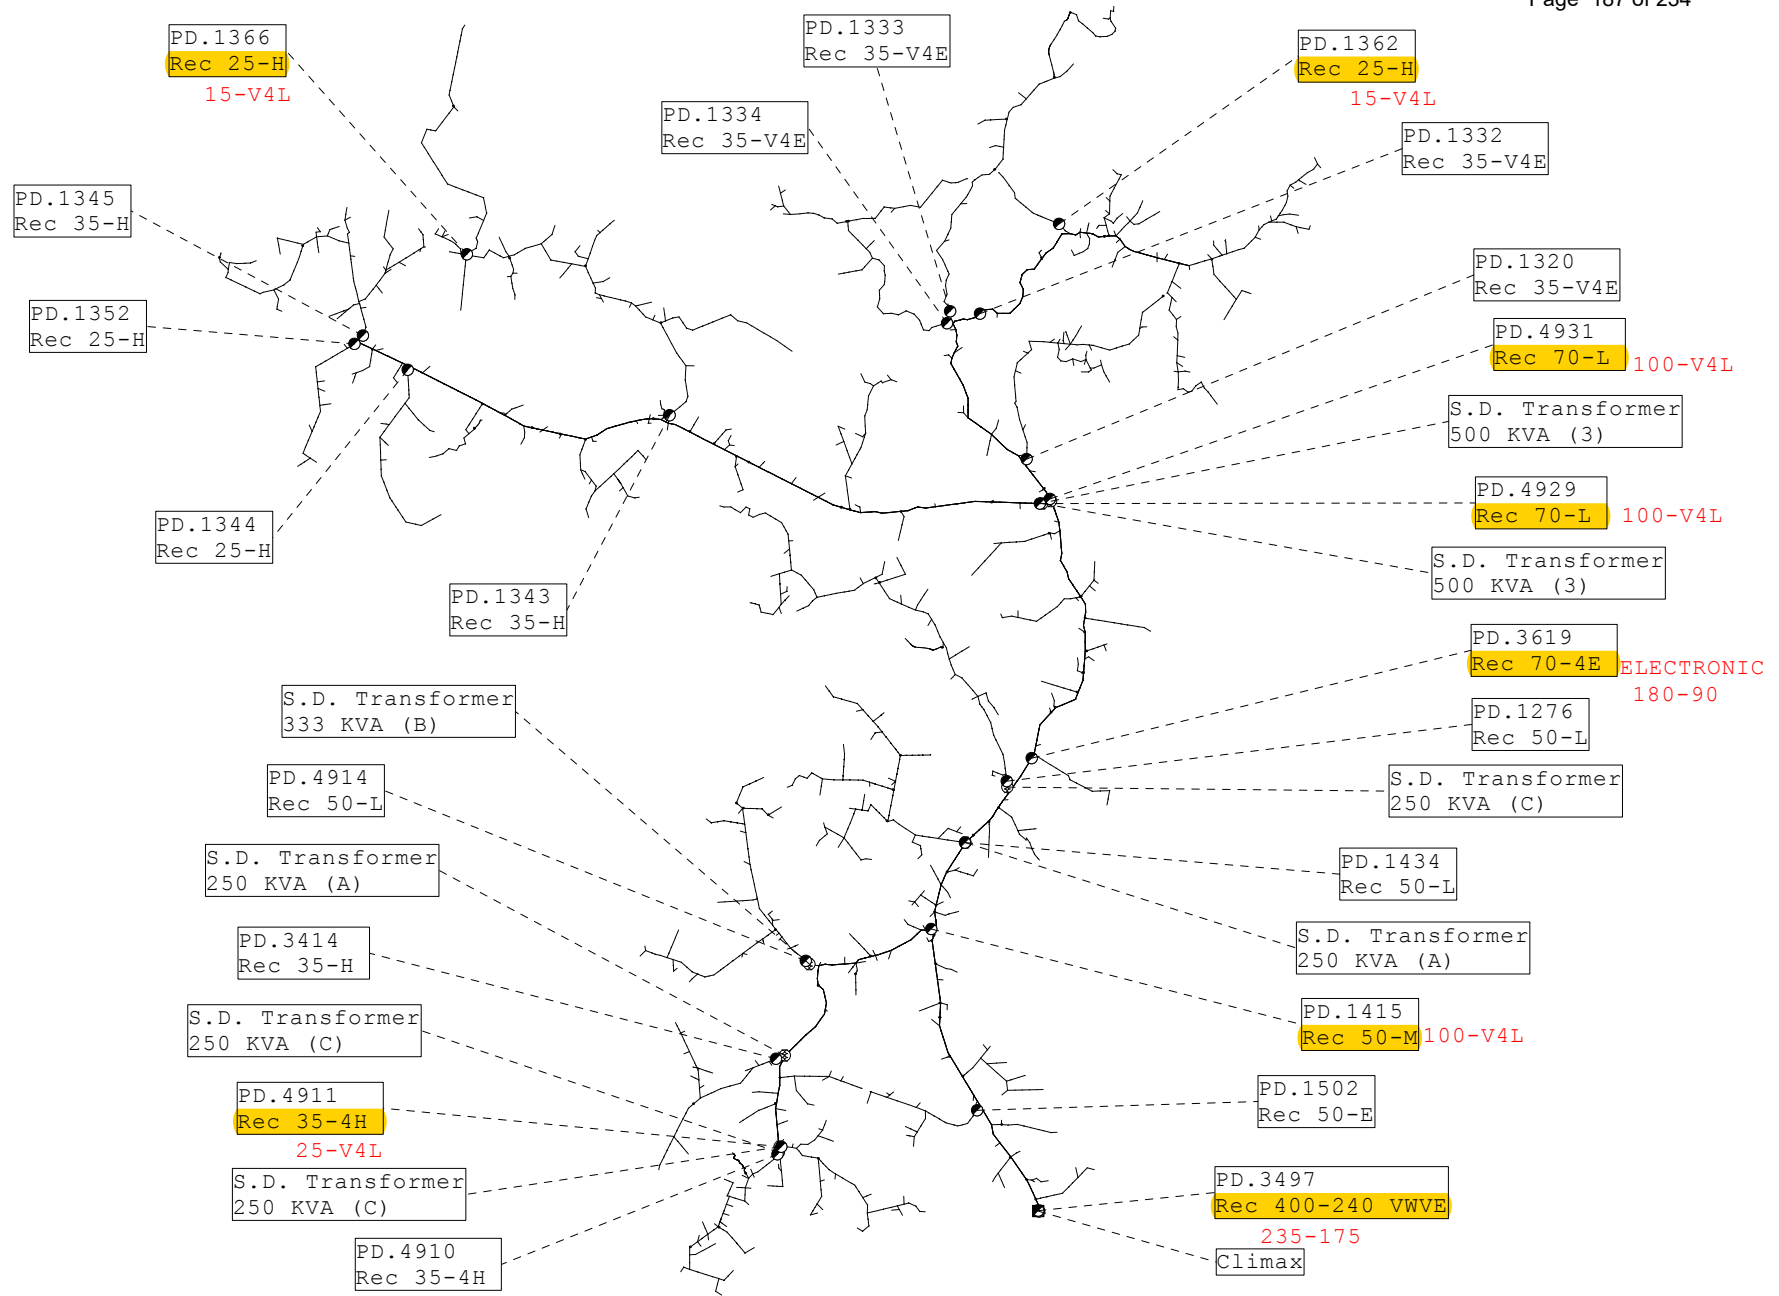 Page 187 of 234
PD.1366
Rec 25-H
15-V4L
PD.1333
Rec 35-V4E
PD.1362
Rec 25-H
15-V4L
PD.1334
Rec 35-V4E
PD.1332
Rec 35-V4E
PD.1345
Rec 35-H
PD.1320
Rec 35-V4E
PD.1352
Rec 25-H
PD.4931
Rec 70-L
100-V4L
S.D. Transformer
500 KVA (3)
PD.4929
Rec 70-L
100-V4L
PD.1344
Rec 25-H
S.D. Transformer
500 KVA (3)
PD.1343
Rec 35-H
PD.3619
Rec 70-4E
ELECTRONIC
180-90
S.D. Transformer
333 KVA (B)
PD.1276
Rec 50-L
PD.4914
Rec 50-L
S.D. Transformer
250 KVA (C)
S.D. Transformer
250 KVA (A)
PD.1434
Rec 50-L
PD.3414
Rec 35-H
S.D. Transformer
250 KVA (A)
S.D. Transformer
250 KVA (C)
PD.1415
Rec 50-M
100-V4L
PD.4911
Rec 35-4H
25-V4L
PD.1502
Rec 50-E
S.D. Transformer
250 KVA (C)
PD.3497
Rec 400-240 VWVE
235-175
PD.4910
Rec 35-4H
Climax